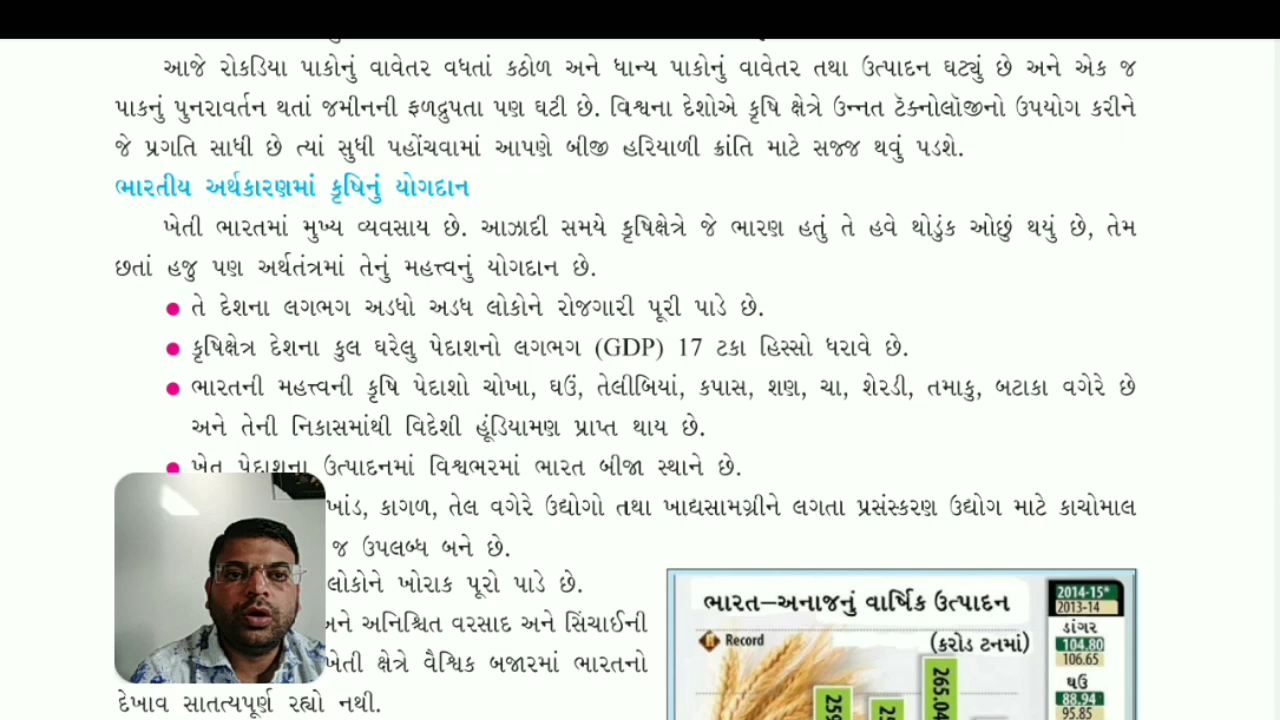 આજે રોકડિયા પાકોનું વાવેતર વધતાં કઠોળ અને ધાન્ય પાકોનું વાવેતર તથા ઉત્પાદન ઘટ્યું છે અને એક જ
પાકનું પુનરાવર્તન થતાં જમીનની ફળદ્રુપતા પણ ઘટી છે. વિશ્વના દેશોએ કૃષિ ક્ષેત્રે ઉન્નત ટૅક્નોલૉજીનો ઉપયોગ કરીને
જે પ્રગતિ સાધી છે ત્યાં સુધી પહોંચવામાં આપણે બીજી હરિયાળી ક્રાંતિ માટે સજ્જ થવું પડશે.
ભારતીય અર્થકારણમાં કૃષિનું યોગદાન
ખેતી ભારતમાં મુખ્ય વ્યવસાય છે. આઝાદી સમયે કૃષિક્ષેત્રે જે ભારણ હતું તે હવે થોડુંક ઓછું થયું છે, તેમ
છતાં હજુ પણ અર્થતંત્રમાં તેનું મહત્ત્વનું યોગદાન છે.
● તે દેશના લગભગ અડધો અડધ લોકોને રોજગારી પૂરી પાડે છે.
● કૃષિક્ષેત્ર દેશના કુલ ઘરેલુ પેદાશનો લગભગ (GDP) 17 ટકા હિસ્સો ધરાવે છે.
● ભારતની મહત્ત્વની કૃષિ પેદાશો ચોખા, ઘઉં, તેલીબિયાં, કપાસ, શણ, ચા, શેરડી, તમાકુ, બટાકા વગેરે છે
અને તેની નિકાસમાંથી વિદેશી હૂંડિયામણ પ્રાપ્ત થાય છે.
● ખેત પેદાશના ઉત્પાદનમાં વિશ્વભરમાં ભારત બીજા સ્થાને છે.
ખાંડ, કાગળ, તેલ વગેરે ઉદ્યોગો તથા ખાદ્યસામગ્રીને લગતા પ્રસંસ્કરણ ઉદ્યોગ માટે કાચોમાલ
જ ઉપલબ્ધ બને છે.
લોકોને ખોરાક પૂરો પાડે છે.
અને અનિશ્ચિત વરસાદ અને સિંચાઈની
ખેતી ક્ષેત્રે વૈશ્વિક બજારમાં ભારતનો
દેખાવ સાતત્યપૂર્ણ રહ્યો નથી.
ભારત–અનાજનું વાર્ષિક ઉત્પાદન
R Record
(કરોડ ટનમાં)
265.04
2014-15*
2013-14
ડાંગર
104.80
106.65
ઘઉં
88.94
95.85